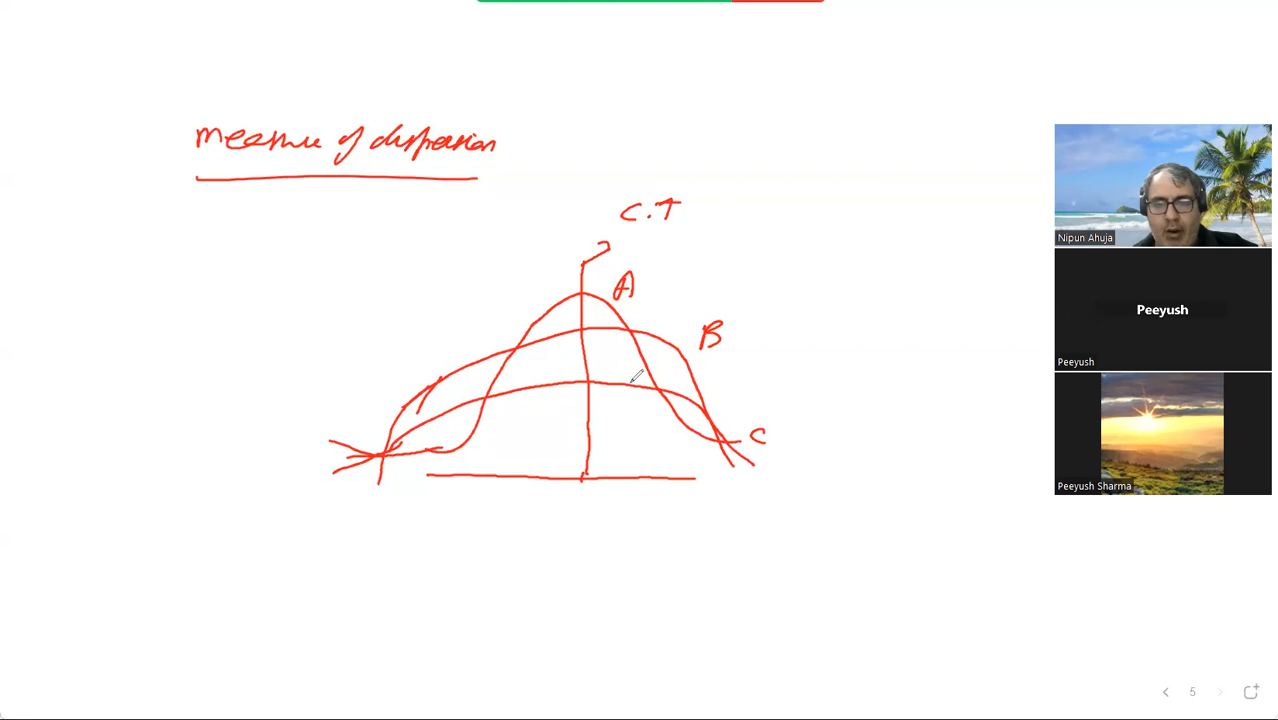 measure of dispersion
C.T
A
B
C
Nipun Ahuja
Peeyush
Peeyush
Peeyush Sharma
5